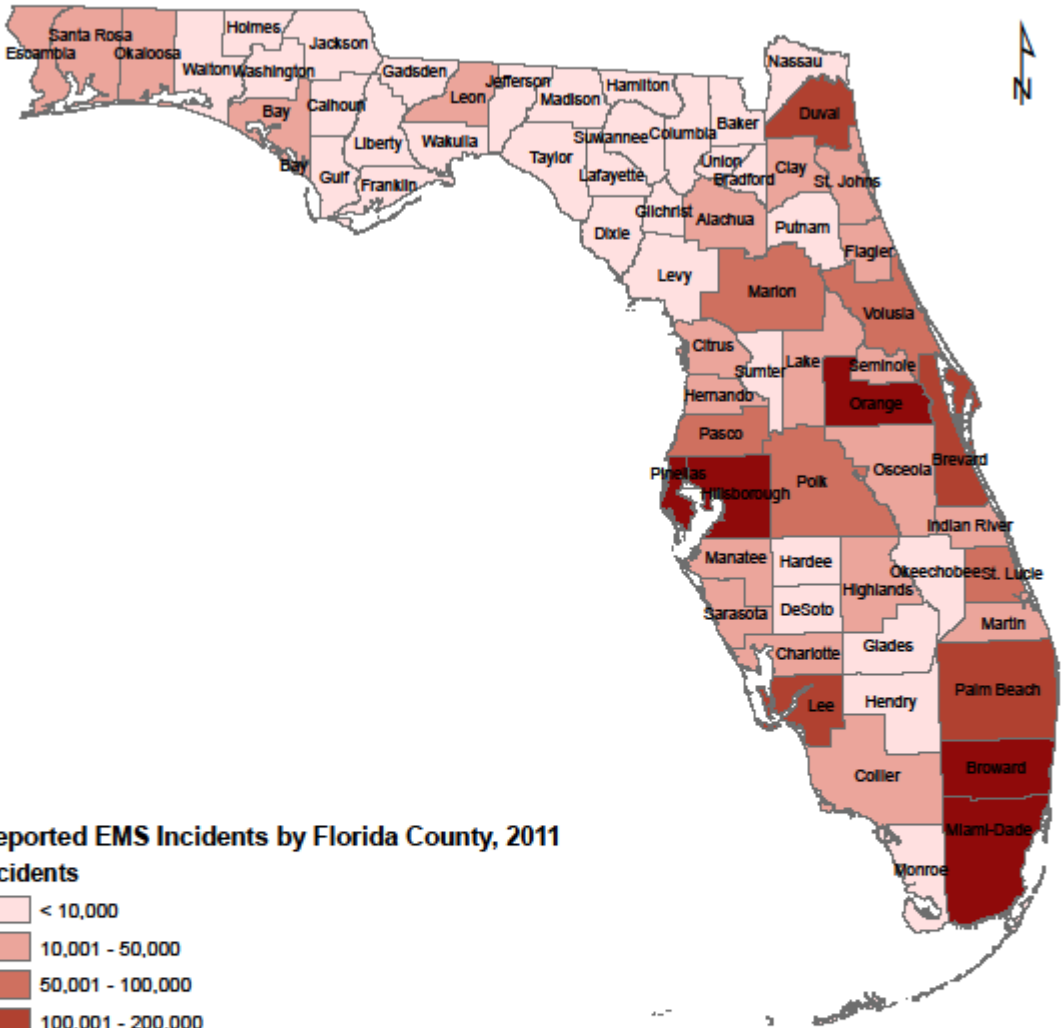 Holmes
Santa Rosa
Jackson
Escambia
Okaloosa
Nassau
Walton
Washington
Gadsden
Jefferson
Hamilton
Leon
Madison
Calhoun
Bay
Duval
Baker
Suwannee
Columbia
Liberty
Wakulla
Taylor
Union
Bay
Lafayette
Bradford
Clay
St. Johns
Gulf
Franklin
Gilchrist
Alachua
Putnam
Dixie
Flagler
Levy
Marion
Volusia
Citrus
Sumter
Lake
Seminole
Hernando
Orange
Pasco
Brevard
Pinellas
Osceola
Polk
Hillsborough
Indian River
Manatee
Hardee
Okeechobee
St. Lucie
Highlands
DeSoto
Sarasota
Martin
Glades
Charlotte
Palm Beach
Hendry
Lee
Broward
Collier
Miami-Dade
Monroe
N
eported EMS Incidents by Florida County, 2011
cidents
< 10,000
10,001 - 50,000
50,001 - 100,000
100,001 - 200,000